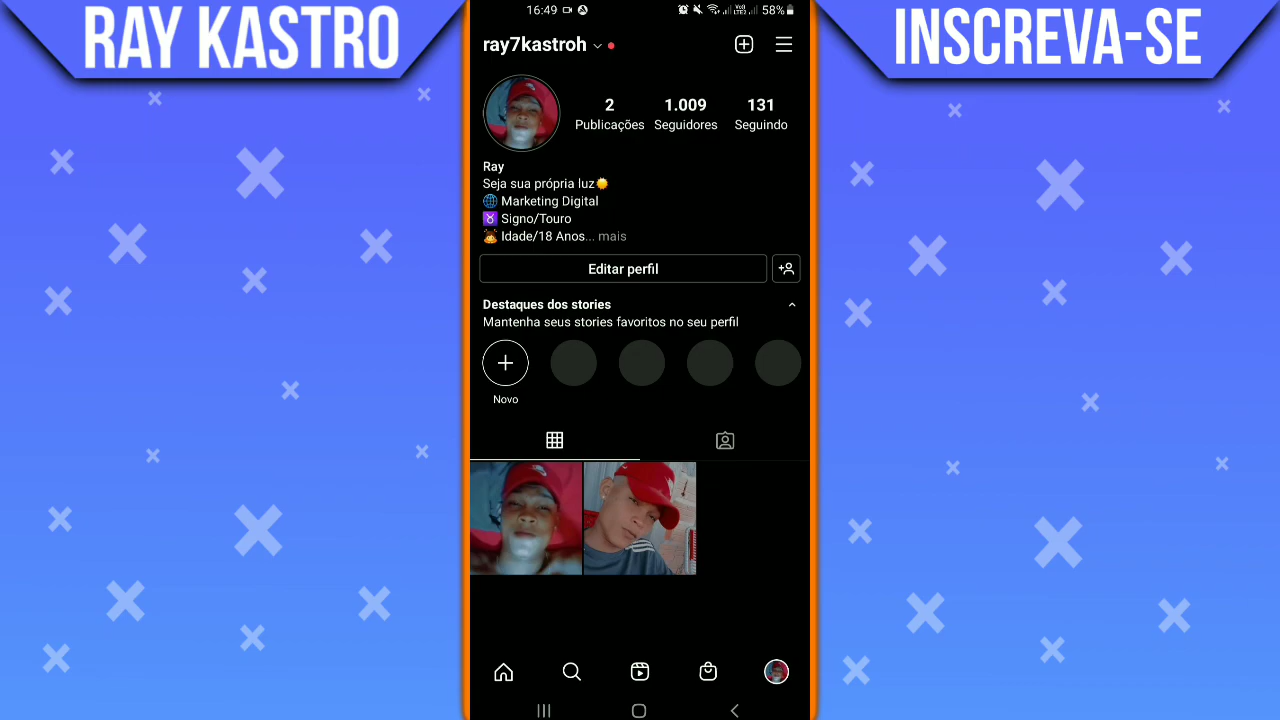 RAY KASTRO
INSCREVA-SE
16:49
58%
ray7kastroh
2
1.009
131
Publicações
Seguidores
Seguindo
Ray
Seja sua própria luz☀️
🌐 Marketing Digital
♉ Signo/Touro
🙇 Idade/18 Anos... mais
Editar perfil
Destaques dos stories
Mantenha seus stories favoritos no seu perfil
Novo